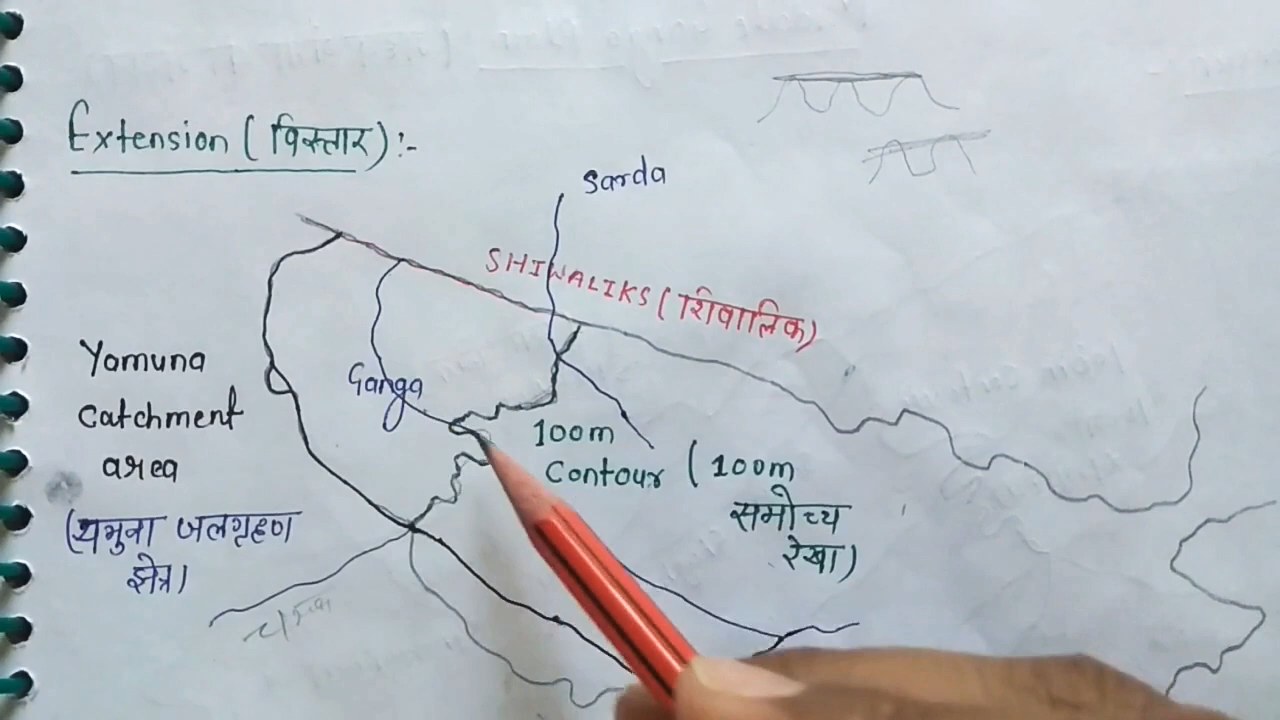 Extension (विस्तार):-
Sarda
SHIWALIKS (शिवालिक)
Ganga
Yamuna
Catchment
area
(यमुना जलग्रहण
क्षेत्र)
100m
Contour (100m
समोच्य
रेखा)